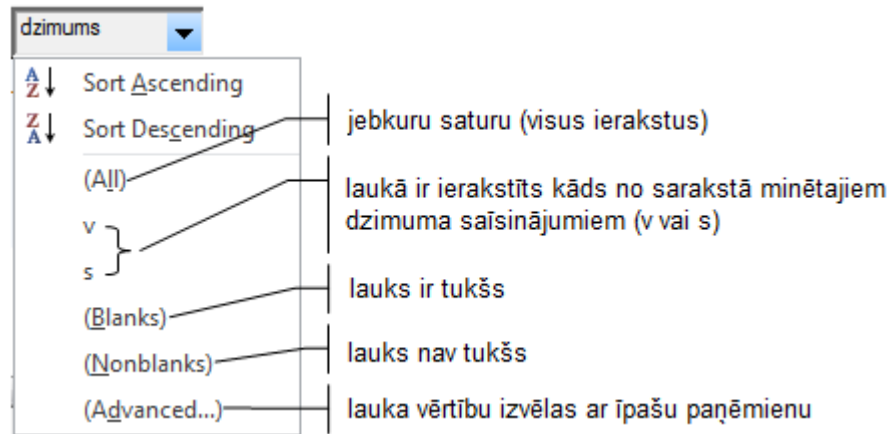 dzimums
Sort Ascending
Sort Descending
jebkuru saturu (visus ierakstus)
(All)
laukā ir ierakstīts kāds no sarakstā minētajiem
dzimuma saīsinājumiem (v vai s)
v
s
lauks ir tukšs
(Blanks)
lauks nav tukšs
(Nonblanks)
(Advanced...)
lauka vērtību izvēlas ar īpašu paņēmienu